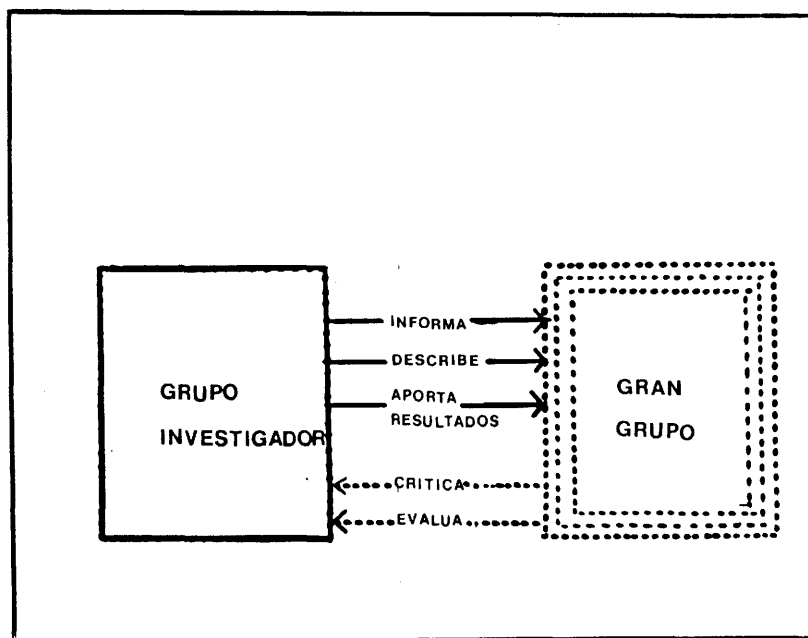 GRUPO
INVESTIGADOR
INFORMA
DESCRIBE
APORTA
RESULTADOS
CRITICA
EVALUA
GRAN
GRUPO